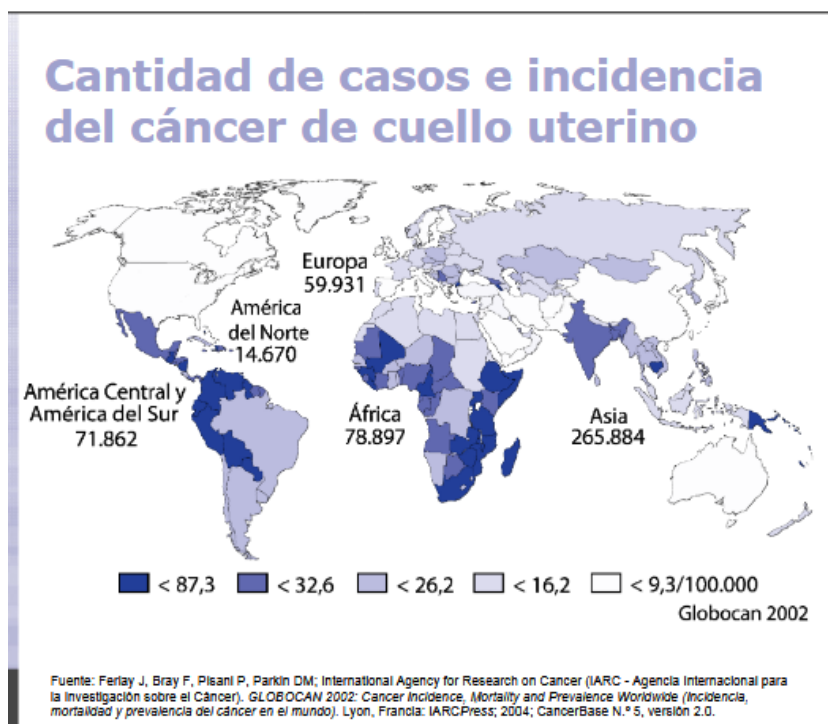 Cantidad de casos e incidencia
del cáncer de cuello uterino
Europa
59.931
América
del Norte
14.670
América Central y
América del Sur
71.862
África
78.897
Asia
265.884
< 87,3 < 32,6 < 26,2 < 16,2 < 9,3/100.000
Globocan 2002
Fuente: Ferlay J, Bray F, Pisani P, Parkin DM; International Agency for Research on Cancer (IARC - Agencia Internacional para
la Investigación sobre el Cáncer). GLOBOCAN 2002: Cancer Incidence, Mortality and Prevalence Worldwide (Incidencia,
mortalidad y prevalencia del cáncer en el mundo). Lyon, Francia: IARCPress; 2004; CancerBase N.º 5, versión 2.0.